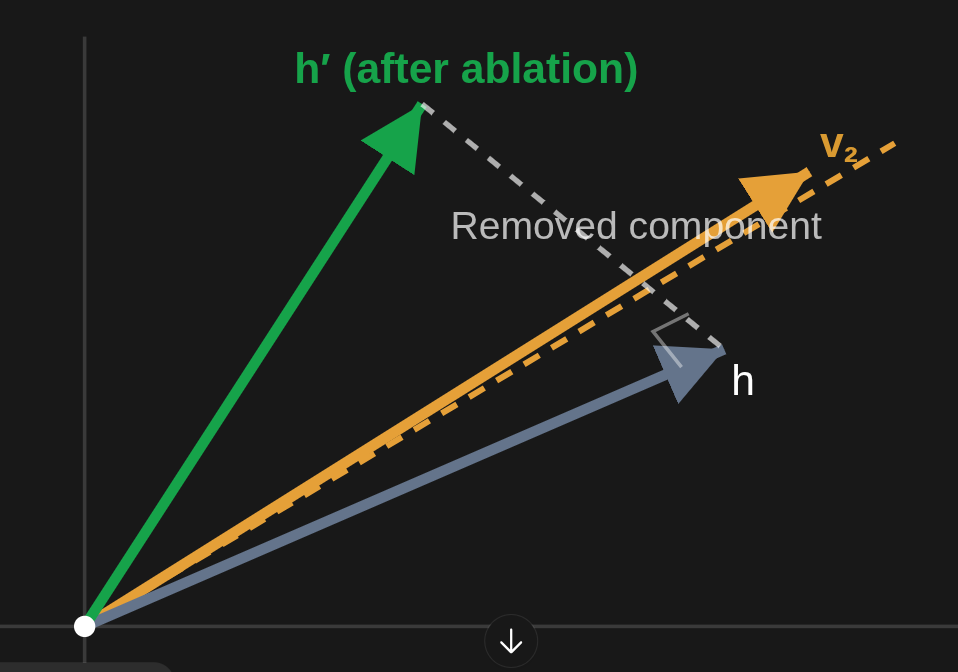 h′ (after ablation)
v₂
Removed component
h